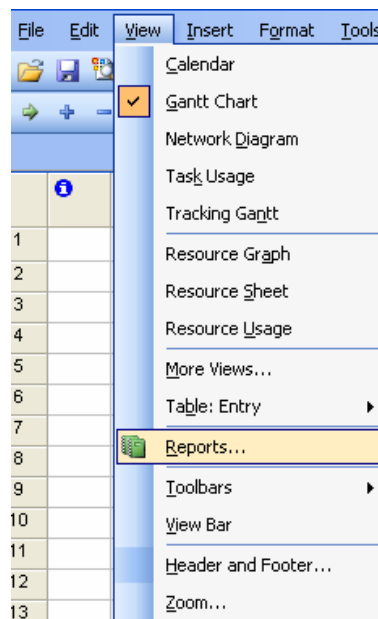 File Edit View Insert Format Tools
Calendar
Gantt Chart
Network Diagram
Task Usage
Tracking Gantt
Resource Graph
Resource Sheet
Resource Usage
More Views...
Table: Entry
Reports...
Toolbars
View Bar
Header and Footer...
Zoom...
1
2
3
4
5
6
7
8
9
10
11
12
13